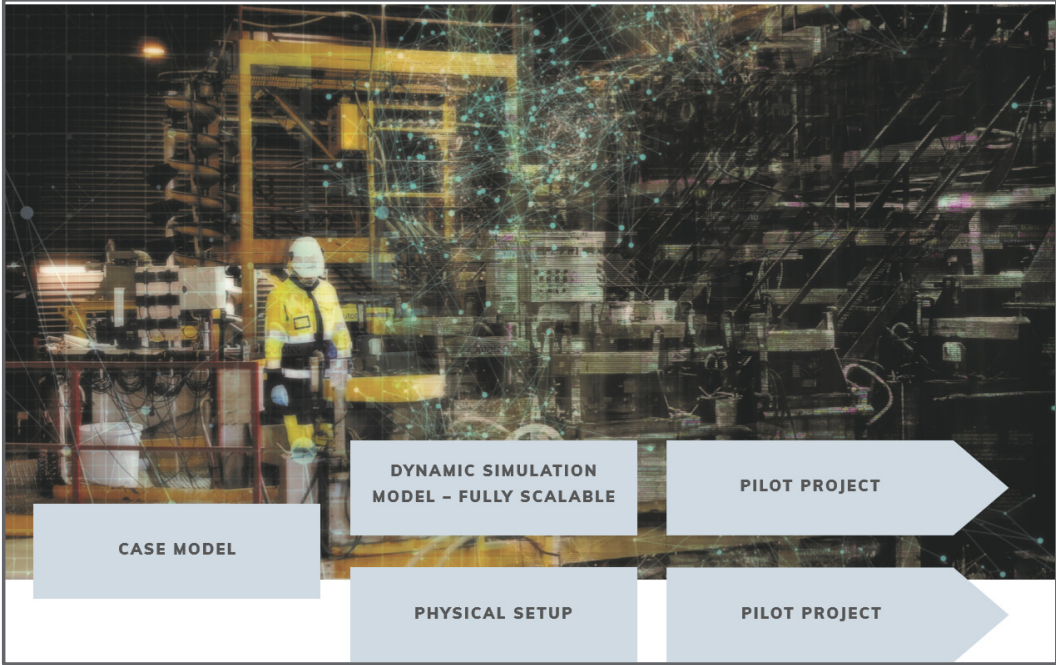 DYNAMIC SIMULATION
MODEL – FULLY SCALABLE
PILOT PROJECT
CASE MODEL
PHYSICAL SETUP
PILOT PROJECT